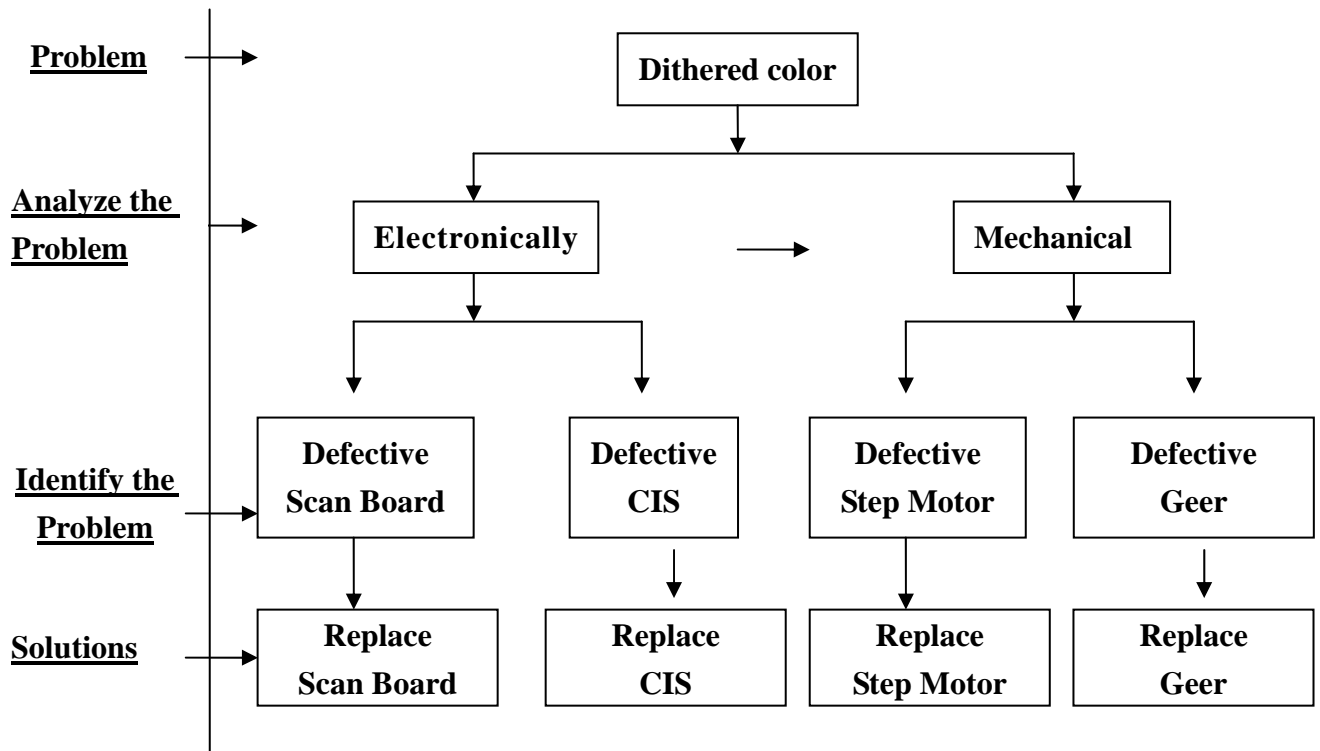 Problem
Dithered color
Analyze the
Problem
Electronically
Mechanical
Identify the
Problem
Defective
Scan Board
Defective
CIS
Defective
Step Motor
Defective
Geer
Solutions
Replace
Scan Board
Replace
CIS
Replace
Step Motor
Replace
Geer